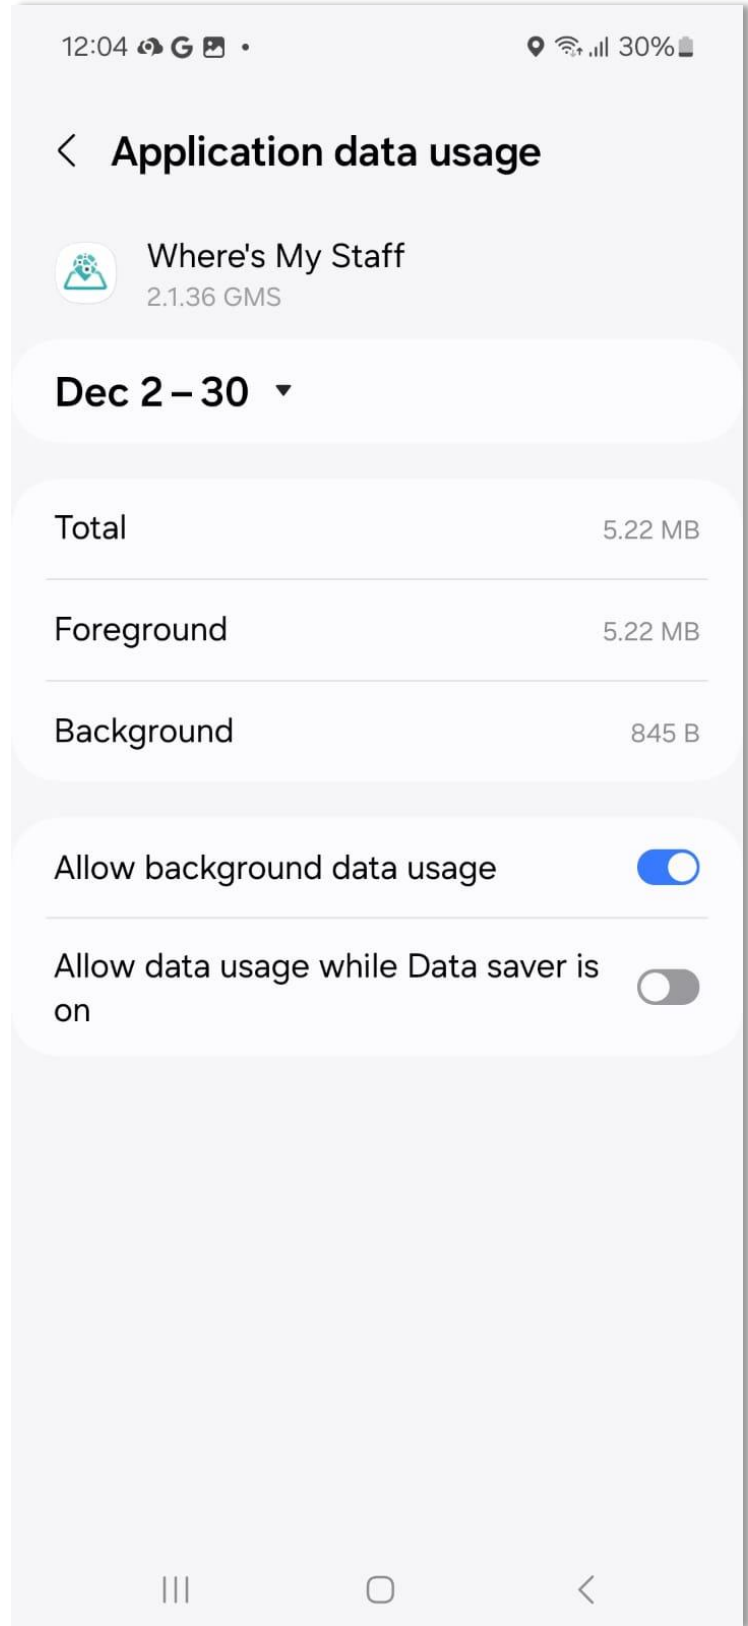 12:04 G • 30%
Application data usage
Where's My Staff
2.1.36 GMS
Dec 2 – 30
Total 5.22 MB
Foreground 5.22 MB
Background 845 B
Allow background data usage
Allow data usage while Data saver is
on